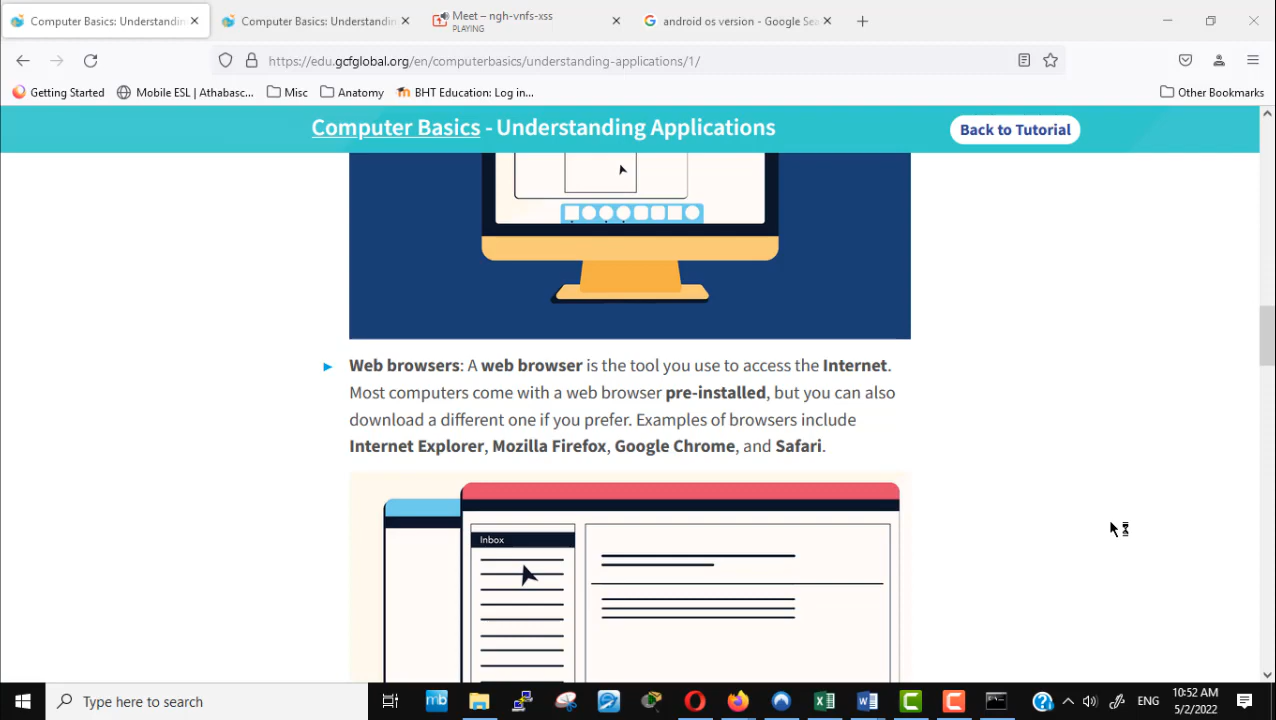 Computer Basics: Understandin
Computer Basics: Understandin
Meet – ngh-vnfs-xss
PLAYING
android os version - Google Sea
https://edu.gcfglobal.org/en/computerbasics/understanding-applications/1/
Getting Started
Mobile ESL | Athabasc...
Misc
Anatomy
BHT Education: Log in...
Other Bookmarks
Computer Basics - Understanding Applications
Back to Tutorial
Web browsers: A web browser is the tool you use to access the Internet.
Most computers come with a web browser pre-installed, but you can also
download a different one if you prefer. Examples of browsers include
Internet Explorer, Mozilla Firefox, Google Chrome, and Safari.
Inbox
Type here to search
mb
ENG
10:52 AM
5/2/2022